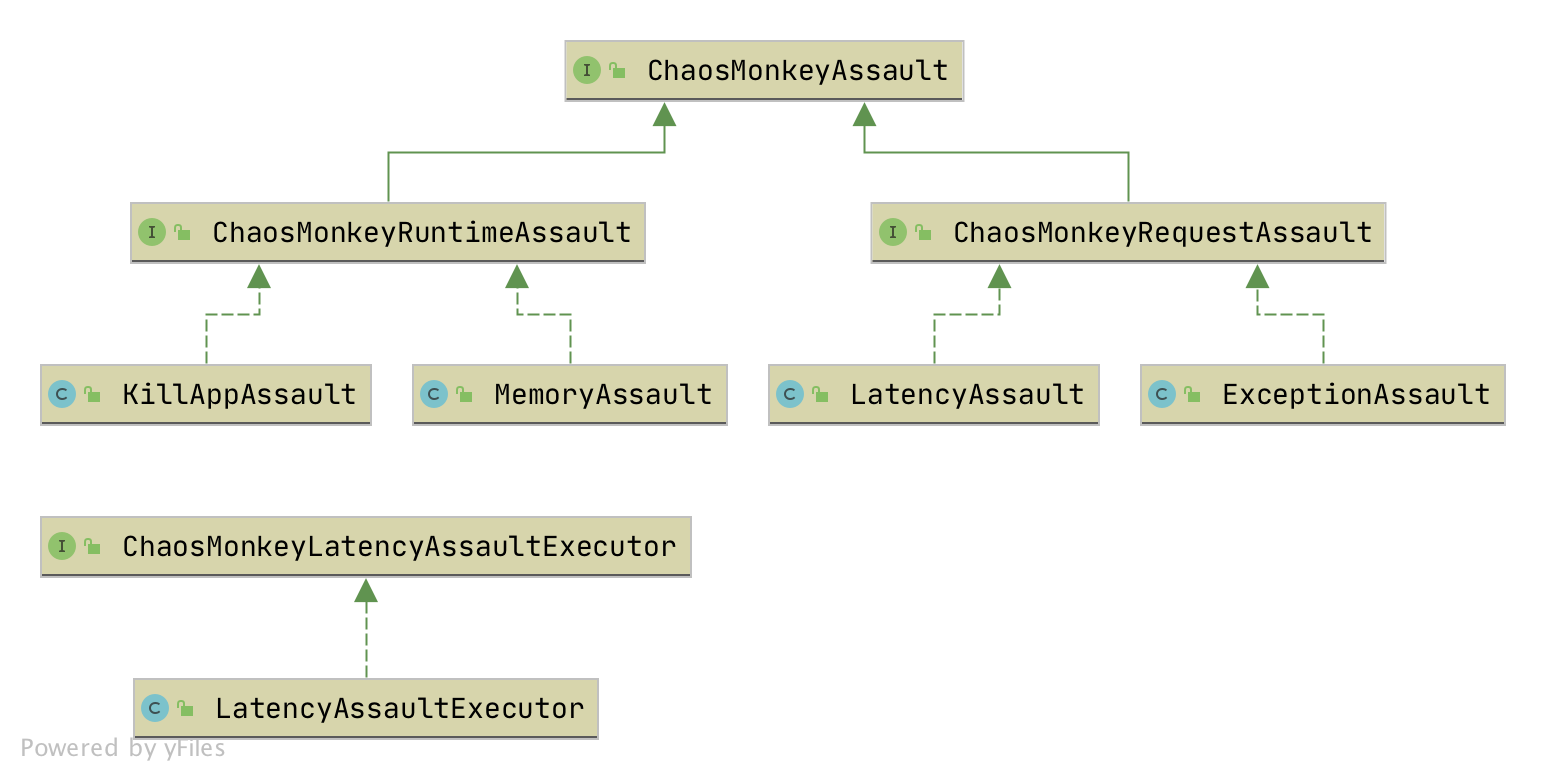 I ChaosMonkeyAssault
I ChaosMonkeyRuntimeAssault
I ChaosMonkeyRequestAssault
C KillAppAssault
C MemoryAssault
C LatencyAssault
C ExceptionAssault
I ChaosMonkeyLatencyAssaultExecutor
C LatencyAssaultExecutor
Powered by yFiles